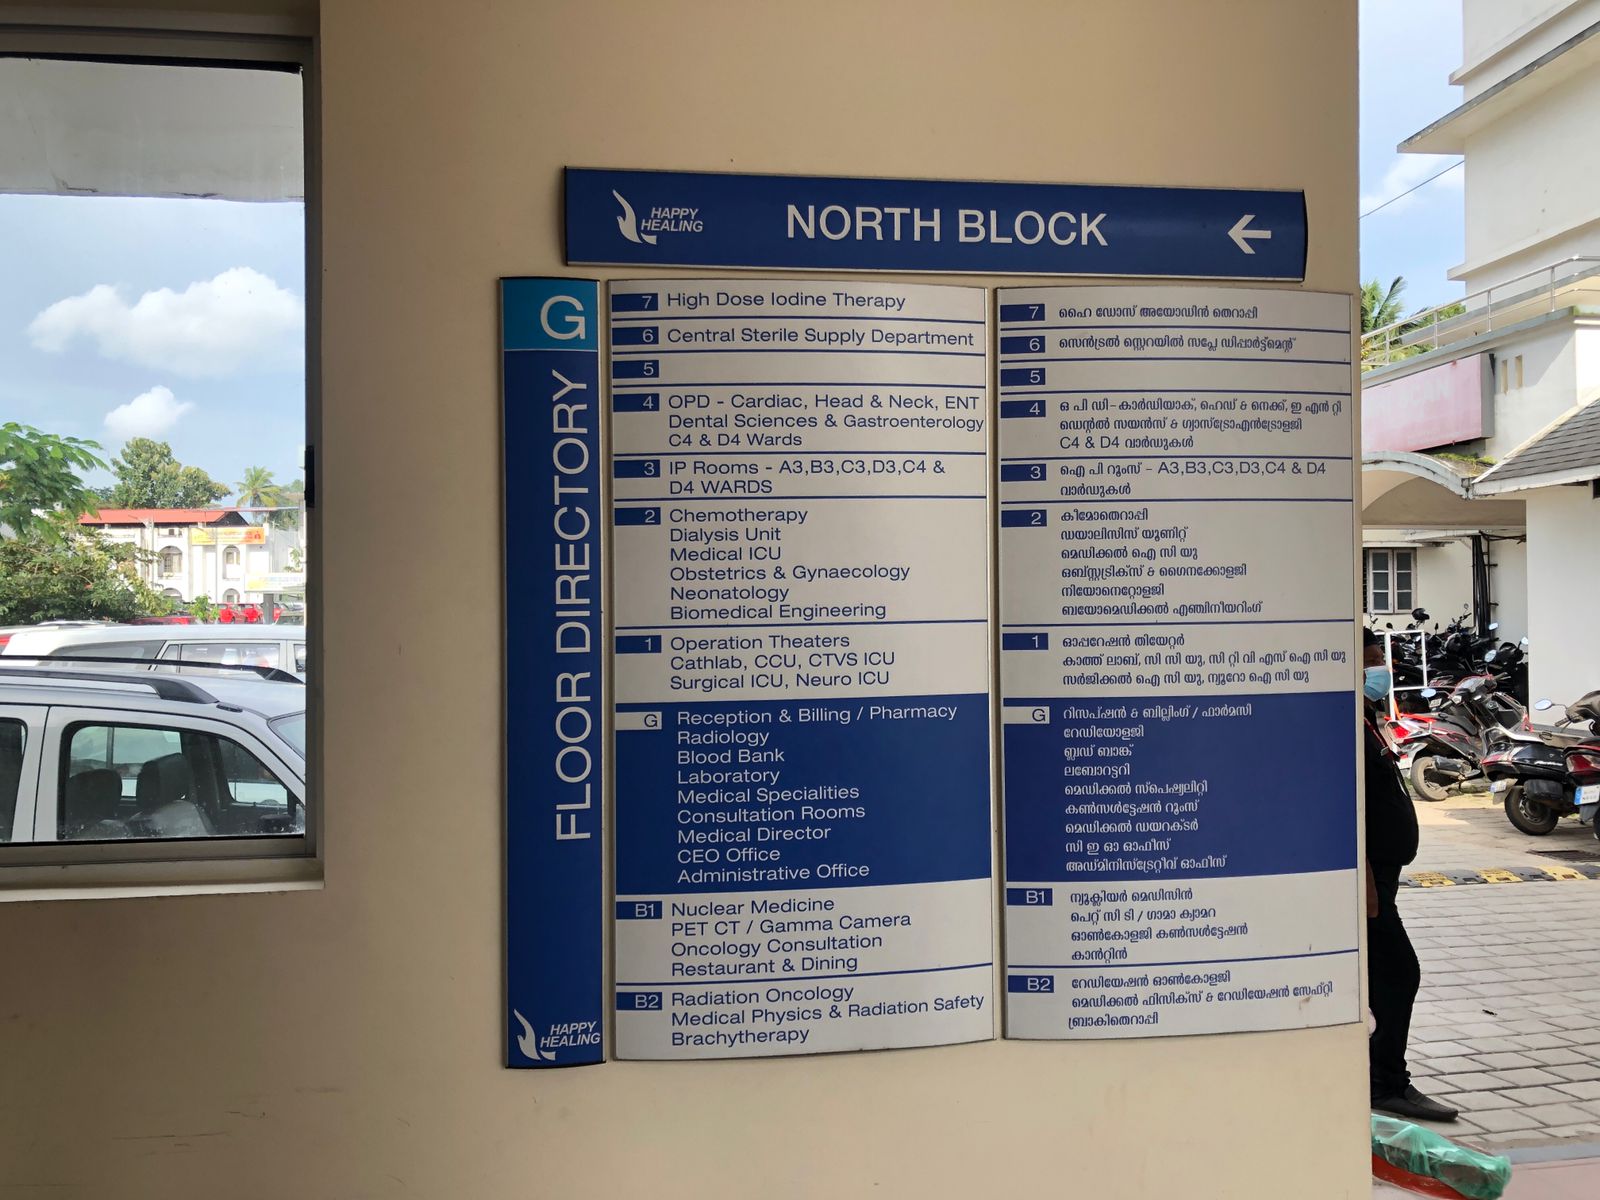 HAPPY
HEALING
NORTH BLOCK
G
FLOOR DIRECTORY
HAPPY
HEALING
7 High Dose Iodine Therapy
6 Central Sterile Supply Department
5
4 OPD - Cardiac, Head & Neck, ENT
Dental Sciences & Gastroenterology
C4 & D4 Wards
3 IP Rooms - A3,B3,C3,D3,C4 &
D4 WARDS
2 Chemotherapy
Dialysis Unit
Medical ICU
Obstetrics & Gynaecology
Neonatology
Biomedical Engineering
1 Operation Theaters
Cathlab, CCU, CTVS ICU
Surgical ICU, Neuro ICU
G Reception & Billing / Pharmacy
Radiology
Blood Bank
Laboratory
Medical Specialities
Consultation Rooms
Medical Director
CEO Office
Administrative Office
B1 Nuclear Medicine
PET CT / Gamma Camera
Oncology Consultation
Restaurant & Dining
B2 Radiation Oncology
Medical Physics & Radiation Safety
Brachytherapy
7 ഹൈ ഡോസ് അയോഡിൻ തെറാപ്പി
6 സെൻട്രൽ സ്റ്റെറയിൽ സപ്ലേ ഡിപ്പാർട്ട്മെന്റ്
5
4 ഒ പി ഡി - കാർഡിയാക്, ഹെഡ് & നെക്ക്, ഇ എൻ റ്റി
ഡെന്റൽ സയൻസ് & ഗ്യാസ്ട്രോഎൻട്രോളജി
C4 & D4 വാർഡുകൾ
3 ഐ പി റൂംസ് - A3,B3,C3,D3,C4 & D4
വാർഡുകൾ
2 കീമോതെറാപ്പി
ഡയാലിസിസ് യൂണിറ്റ്
മെഡിക്കൽ ഐ സി യു
ഒബ്സ്റ്റട്രിക്സ് & ഗൈനക്കോളജി
നിയോനെറ്റോളജി
ബയോമെഡിക്കൽ എഞ്ചിനീയറിംഗ്
1 ഓപ്പറേഷൻ തിയേറ്റർ
കാത്ത് ലാബ്, സി സി യു, സി റ്റി വി എസ് ഐ സി യു
സർജിക്കൽ ഐ സി യു, ന്യൂറോ ഐ സി യു
G റിസപ്ഷൻ & ബില്ലിംഗ് / ഫാർമസി
റേഡിയോളജി
ബ്ലഡ് ബാങ്ക്
ലബോറട്ടറി
മെഡിക്കൽ സ്പെഷ്യലിറ്റി
കൺസൾട്ടേഷൻ റൂംസ്
മെഡിക്കൽ ഡയറക്ടർ
സി ഇ ഓ ഓഫീസ്
അഡ്മിനിസ്ട്രേറ്റീവ് ഓഫീസ്
B1 ന്യൂക്ലിയർ മെഡിസിൻ
പെറ്റ് സി ടി / ഗാമാ ക്യാമറ
ഓൺകോളജി കൺസൾട്ടേഷൻ
കാന്റിൻ
B2 റേഡിയേഷൻ ഓൺകോളജി
മെഡിക്കൽ ഫിസിക്സ് & റേഡിയേഷൻ സേഫ്റ്റി
ബ്രാകിതെറാപ്പി